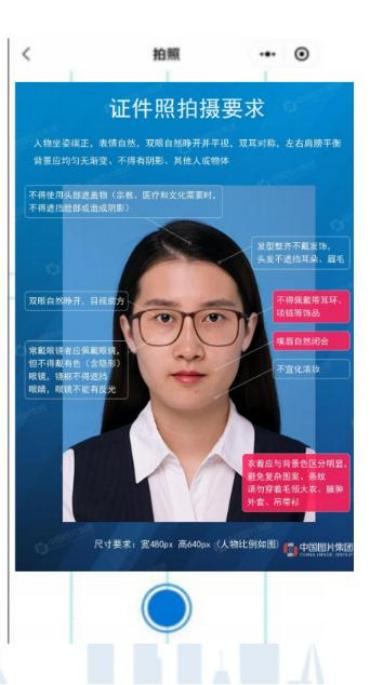 拍照
证件照拍摄要求
人物坐姿端正，表情自然，双眼自然睁开并平视，双耳对称，左右肩膀平衡
背景应均匀无渐变、不得有阴影、其他人或物体
不得使用头部遮盖物（宗教、医疗和文化需要时，
不得遮挡脸部或造成阴影）
发型整齐不戴发饰，
头发不遮挡耳朵、眉毛
双眼自然睁开，目视前方
不得佩戴带耳环、
项链等饰品
嘴唇自然闭合
常戴眼镜者应佩戴眼镜，
但不得戴有色（含隐形）
眼镜，镜框不得遮挡
眼睛，眼镜不能有反光
不宜化浓妆
衣着应与背景色区分明显，
避免复杂图案、条纹
请勿穿着毛领大衣、臃肿
外套、吊带衫
尺寸要求：宽480px 高640px（人物比例如图）
中国图片集团
CHINA IMAGE GROUP